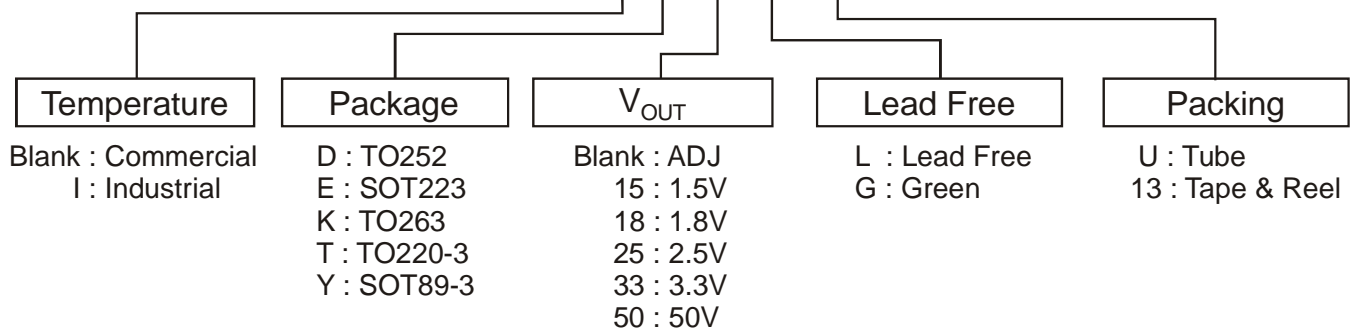 Temperature
Blank : Commercial
I : Industrial
Package
D : TO252
E : SOT223
K : TO263
T : TO220-3
Y : SOT89-3
VOUT
Blank : ADJ
15 : 1.5V
18 : 1.8V
25 : 2.5V
33 : 3.3V
50 : 50V
Lead Free
L : Lead Free
G : Green
Packing
U : Tube
13 : Tape & Reel